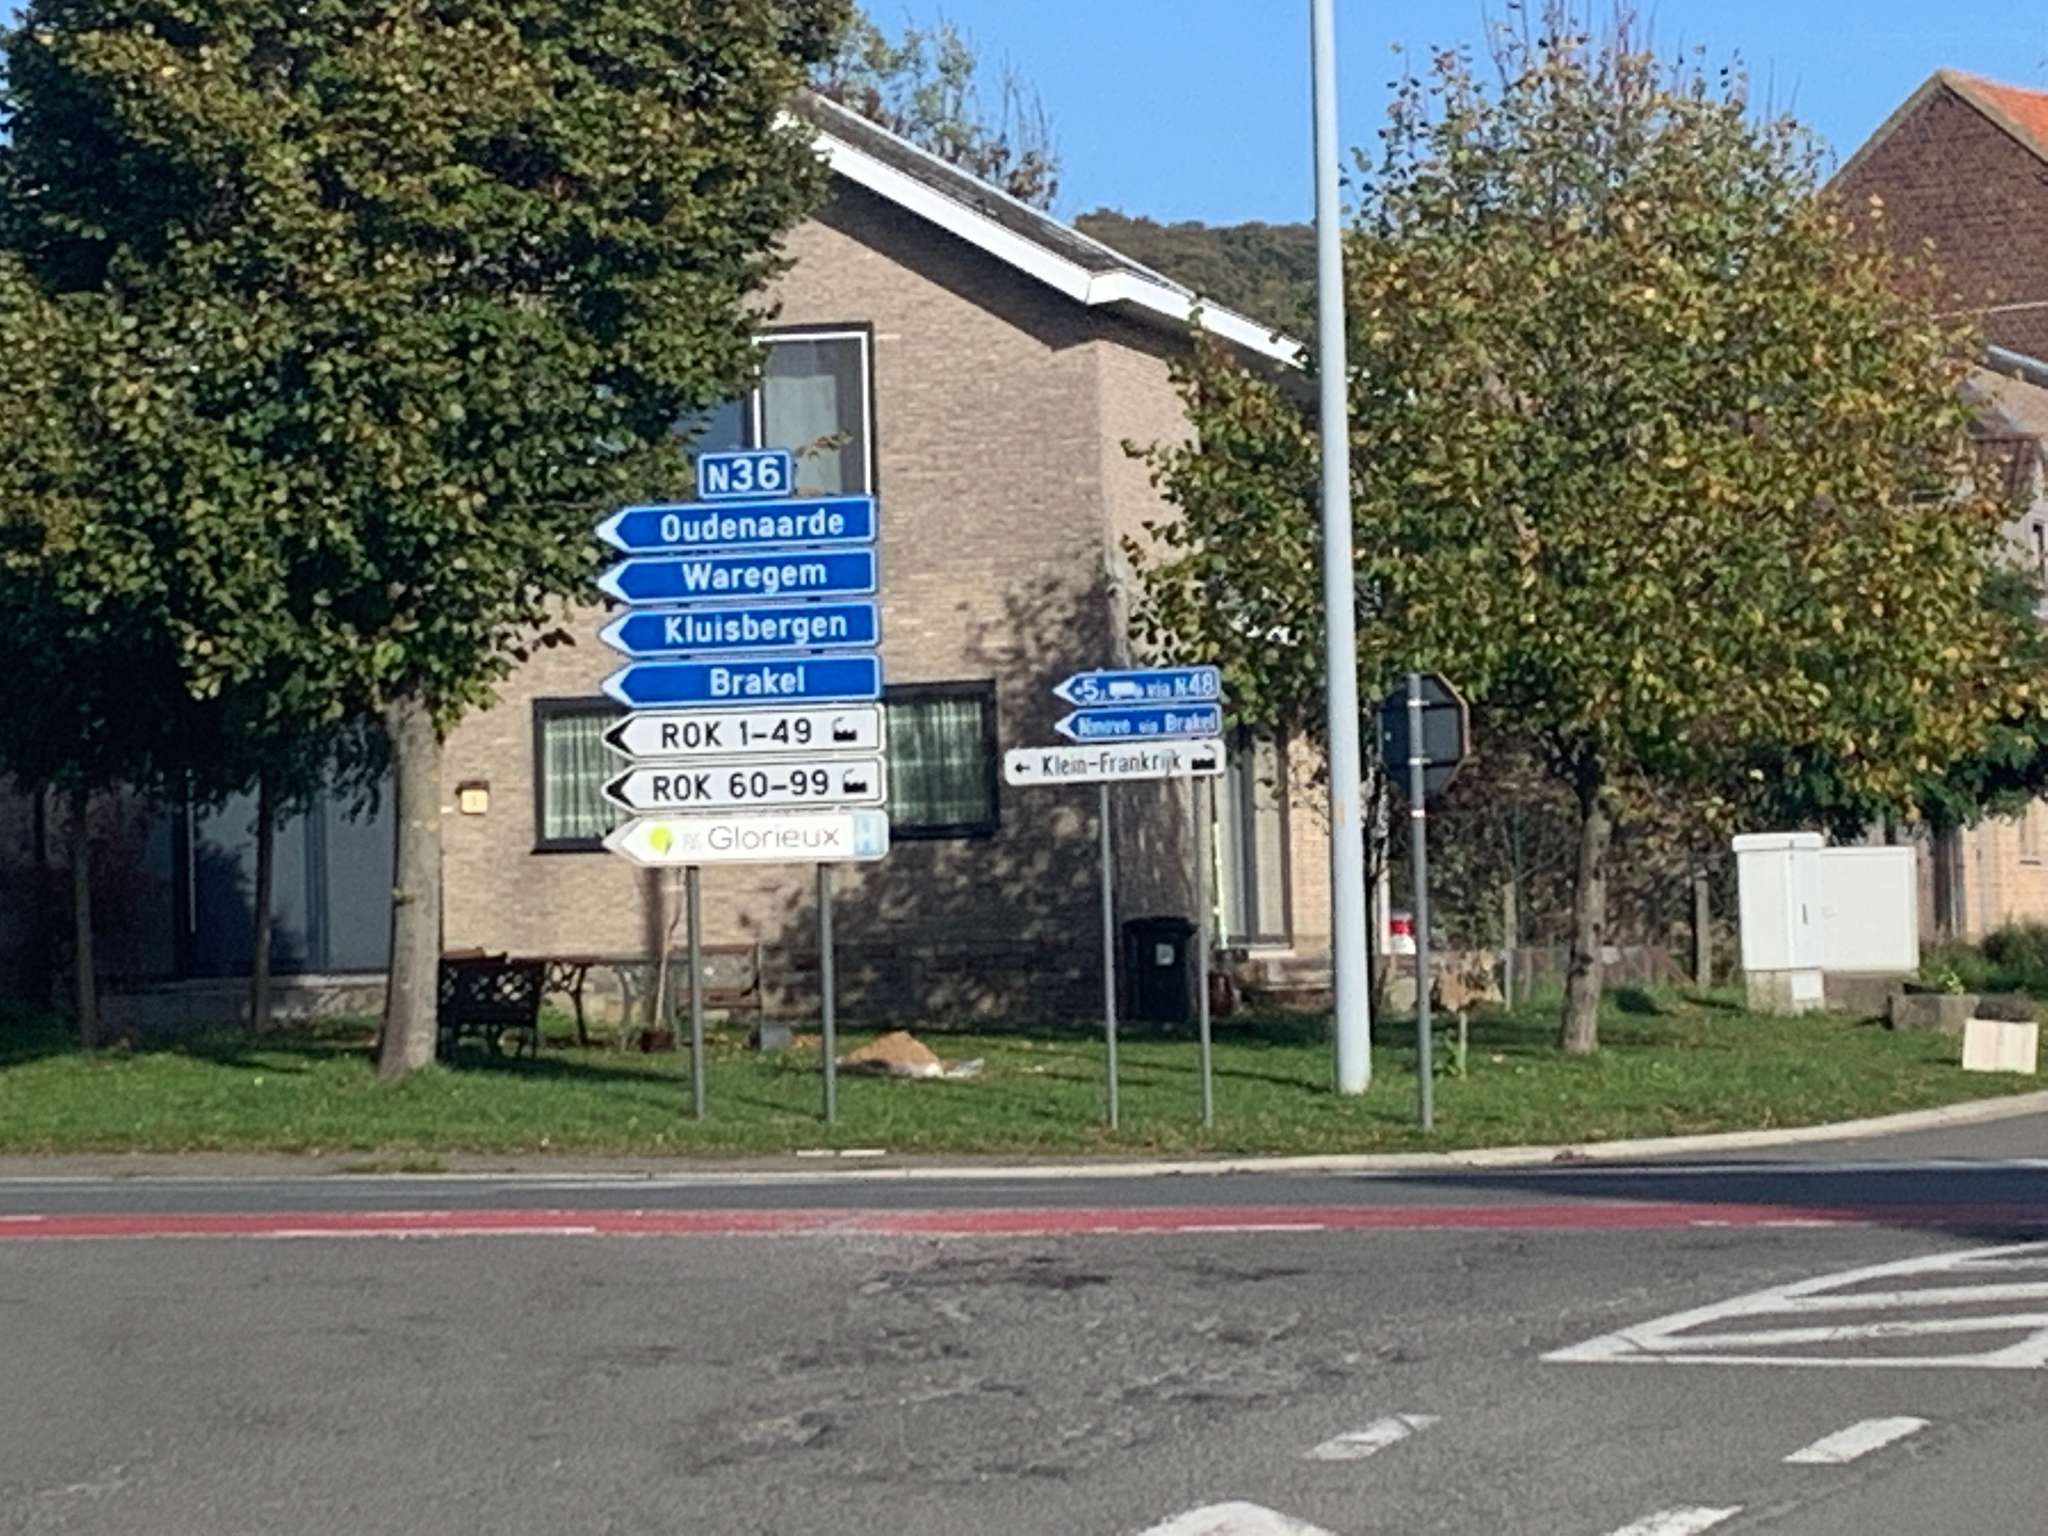 N36
Oudenaarde
Waregem
Kluisbergen
Brakel
ROK 1-49
ROK 60-99
Glorieux H
via N48
Ninove via Brakel
Klein-Frankrijk